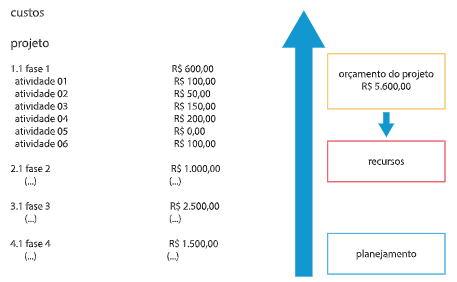 custos
projeto
1.1 fase 1 R$ 600,00
atividade 01 R$ 100,00
atividade 02 R$ 50,00
atividade 03 R$ 150,00
atividade 04 R$ 200,00
atividade 05 R$ 0,00
atividade 06 R$ 100,00
2.1 fase 2 R$ 1.000,00
(...) (...)
3.1 fase 3 R$ 2.500,00
(...) (...)
4.1 fase 4 R$ 1.500,00
(...) (...)
orçamento do projeto
R$ 5.600,00
recursos
planejamento